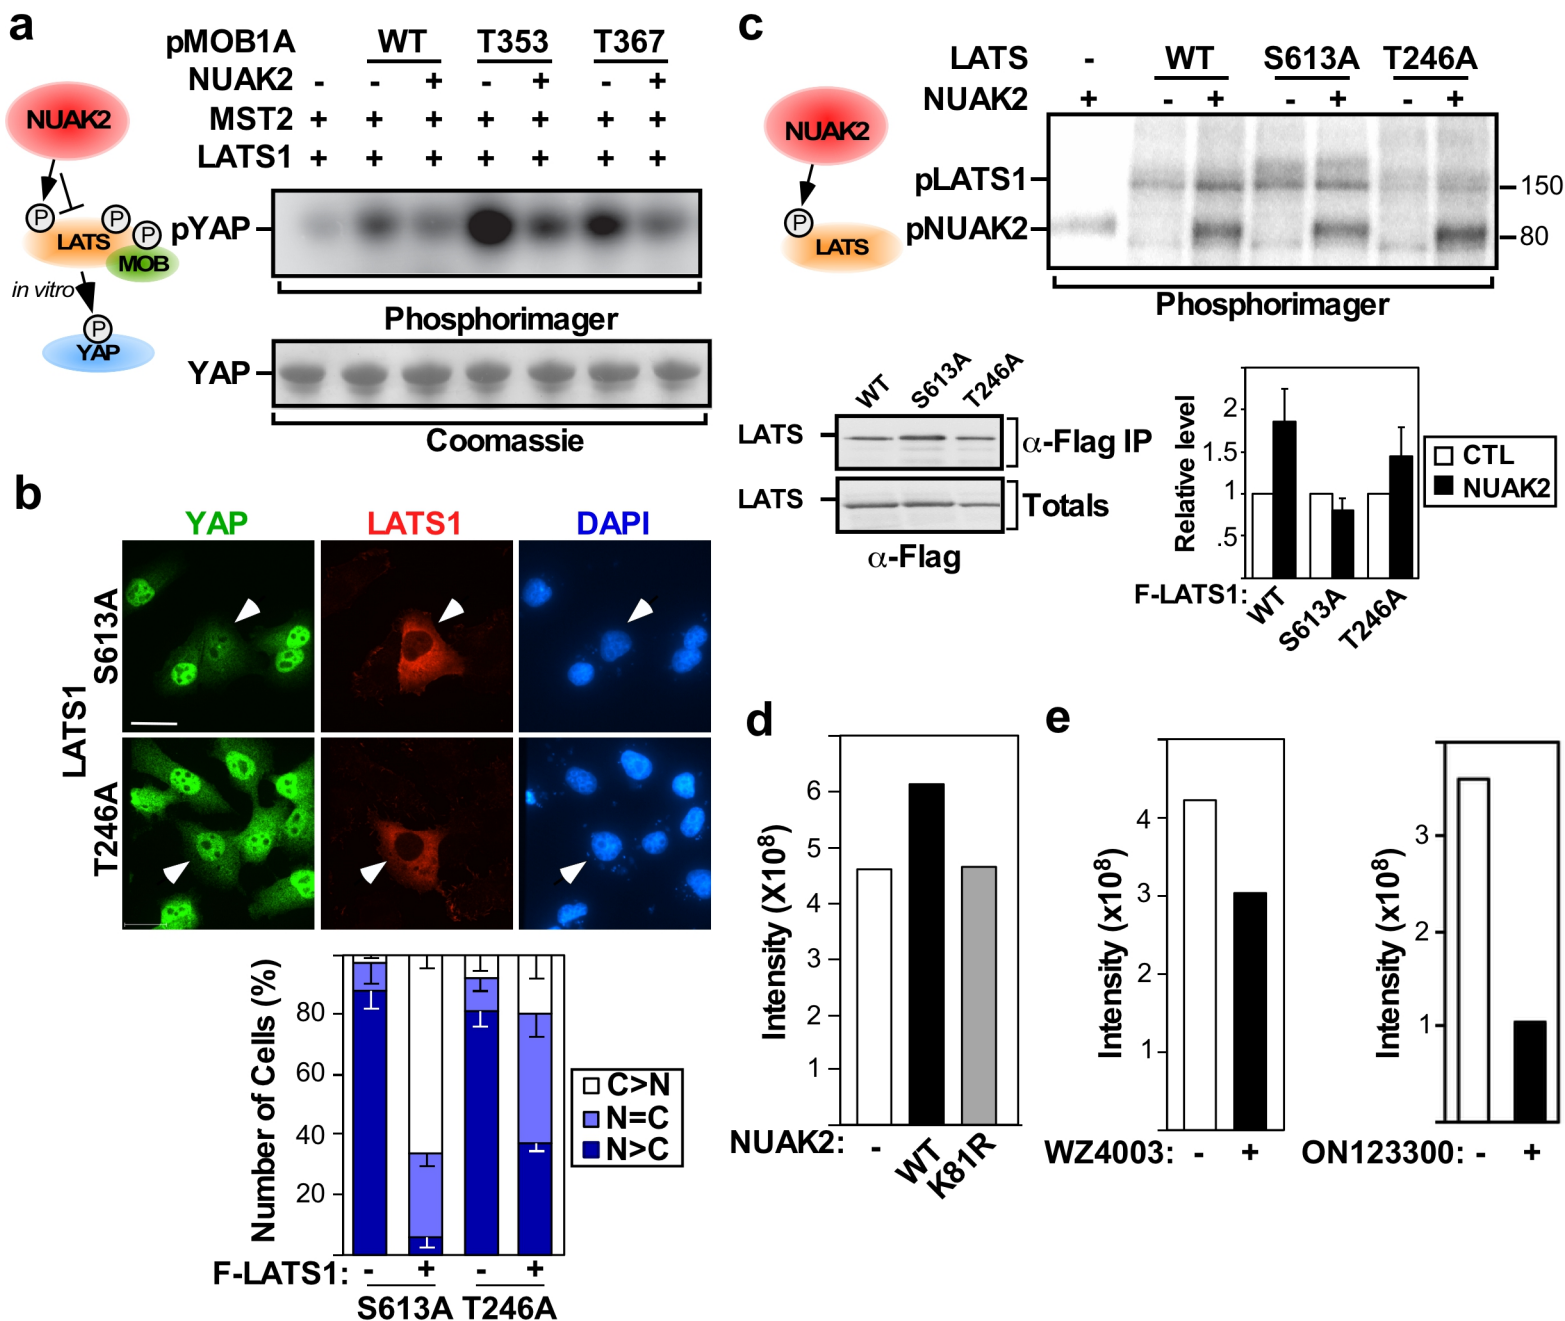 a
pMOB1A WT T353 T367
NUAK2 - - + - + - +
MST2 + + + + + + +
LATS1 + + + + + + +
NUAK2
P
P
P
LATS
MOB
in vitro
P
YAP
pYAP
Phosphorimager
YAP
Coomassie
b
YAP LATS1 DAPI
LATS1
S613A
T246A
Number of Cells (%)
80
60
40
20
C>N
N=C
N>C
F-LATS1: - + - +
S613A T246A
c
LATS - WT S613A T246A
NUAK2 + - + - + - +
NUAK2
P
LATS
pLATS1
pNUAK2
150
80
Phosphorimager
WT S613A T246A
LATS
α-Flag IP
LATS
Totals
α-Flag
Relative level
2
1.5
1
.5
CTL
NUAK2
F-LATS1: WT S613A T246A
d
Intensity (X10⁸)
6
5
4
3
2
1
NUAK2: - WT K81R
e
Intensity (x10⁸)
4
3
2
1
WZ4003: - +
Intensity (x10⁸)
3
2
1
ON123300: - +